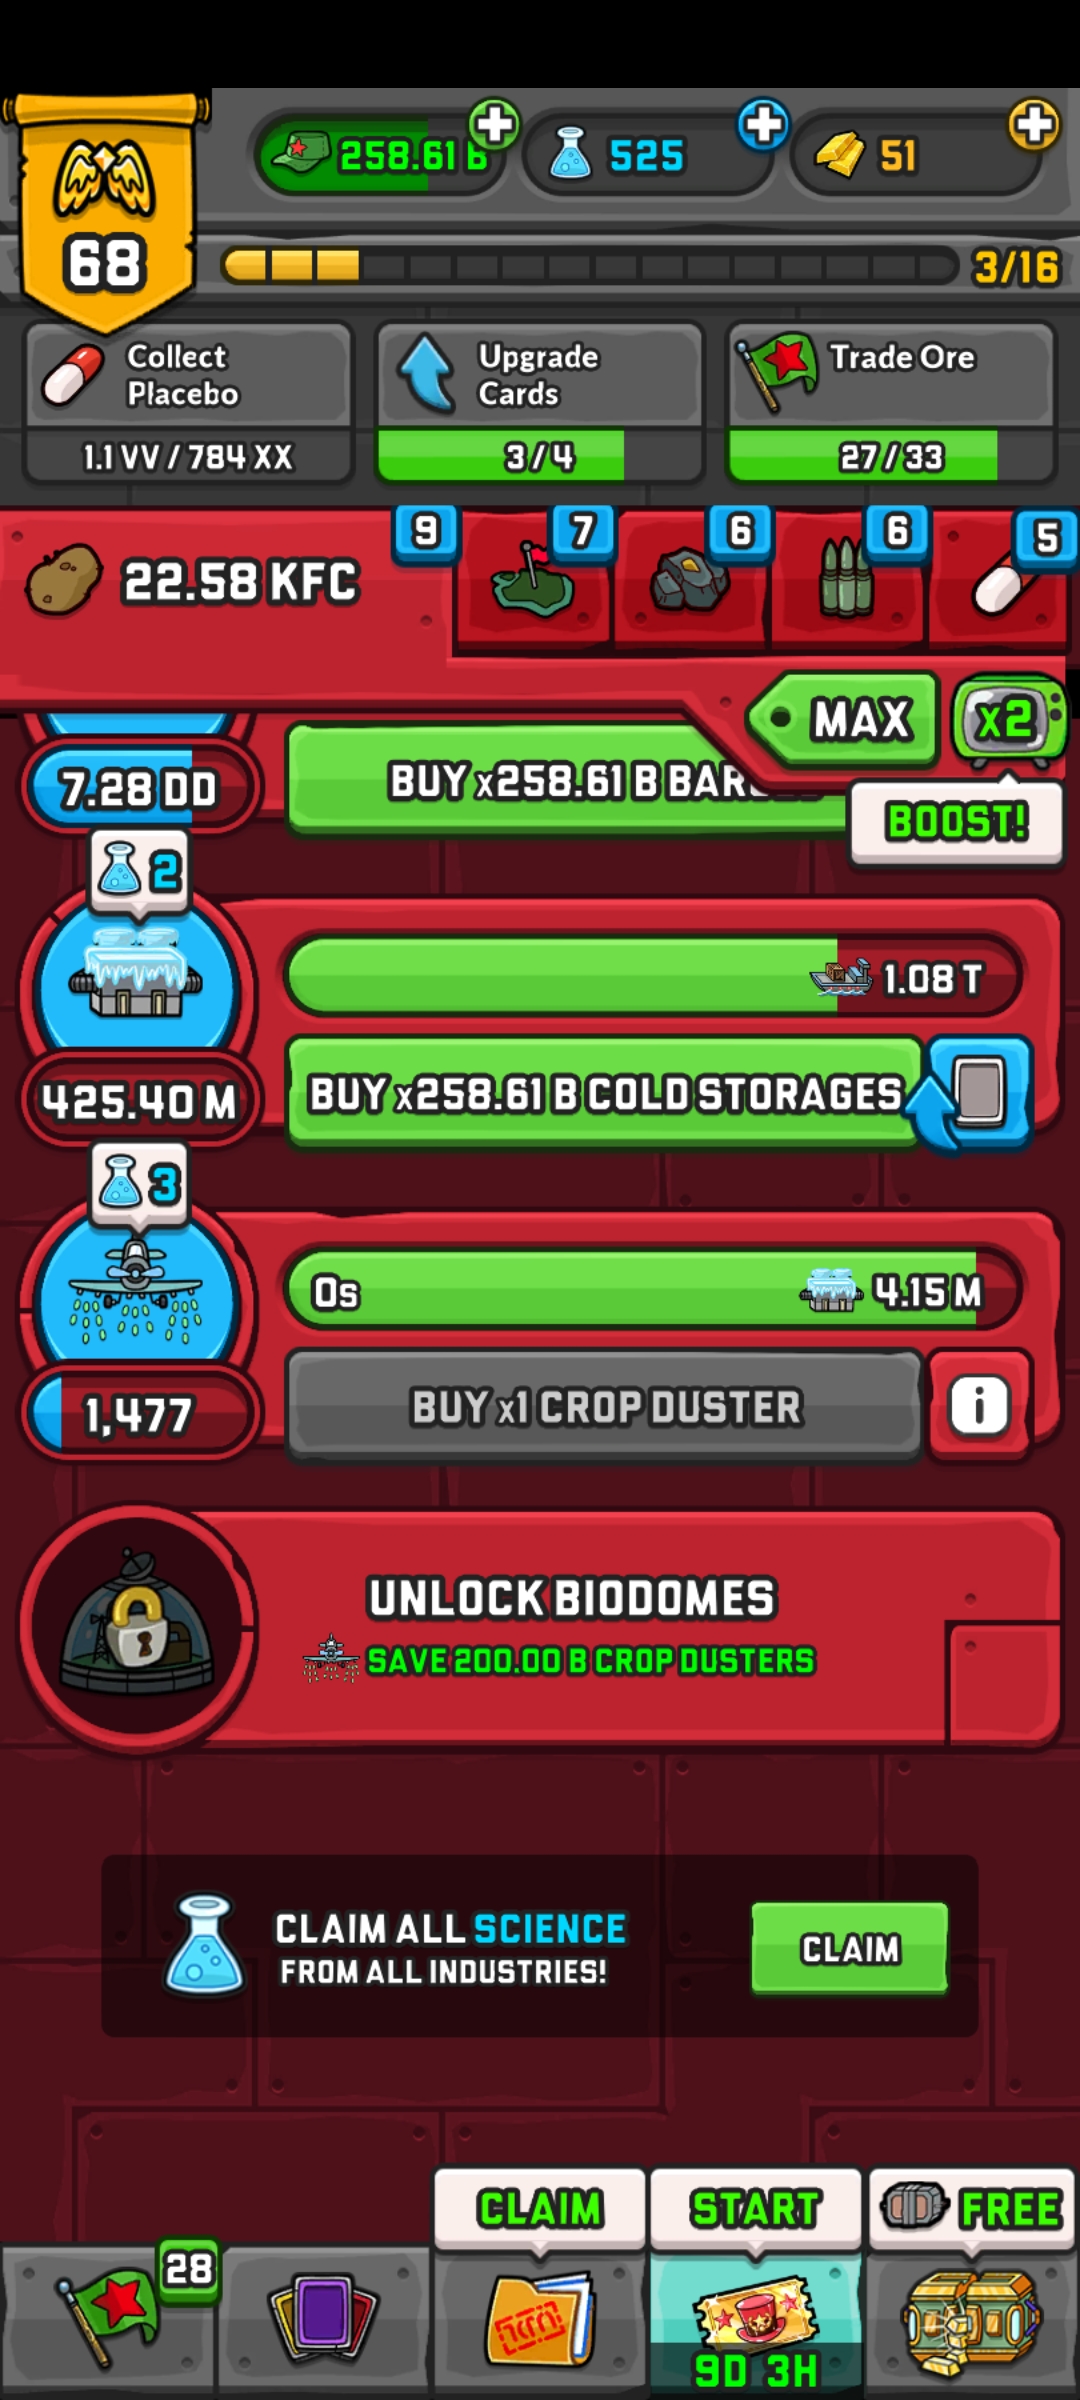 258.61 B
525
51
68
3/16
Collect
Placebo
1.1 VV / 784 XX
Upgrade
Cards
3/4
Trade Ore
27/33
22.58 KFC
9
7
6
6
5
MAX
x2
BOOST!
7.28 DD
BUY x258.61 B BAR
2
1.08 T
425.40 M
BUY x258.61 B COLD STORAGES
3
0s
4.15 M
1,477
BUY x1 CROP DUSTER
i
UNLOCK BIODOMES
SAVE 200.00 B CROP DUSTERS
CLAIM ALL SCIENCE
FROM ALL INDUSTRIES!
CLAIM
CLAIM
START
FREE
28
9D 3H